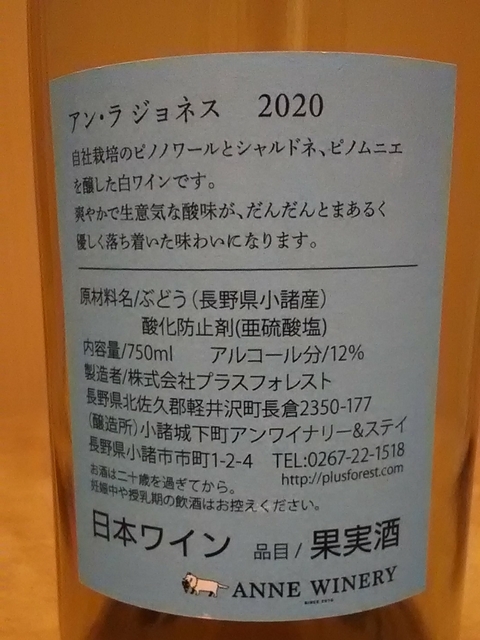 アン・ラ ジョネス 2020
自社栽培のピノノワールとシャルドネ、ピノムニエ
を醸した白ワインです。
爽やかで生意気な酸味が、だんだんとまあるく
優しく落ち着いた味わいになります。
原材料名/ぶどう(長野県小諸産)
酸化防止剤(亜硫酸塩)
内容量/750ml アルコール分/12%
製造者/株式会社プラスフォレスト
長野県北佐久郡軽井沢町長倉2350-177
(醸造所)小諸城下町アンワイナリー&ステイ
長野県小諸市市町1-2-4 TEL:0267-22-1518
http://plusforest.com
お酒は二十歳を過ぎてから。
妊娠中や授乳期の飲酒はお控えください。
日本ワイン 品目/果実酒
ANNE WINERY